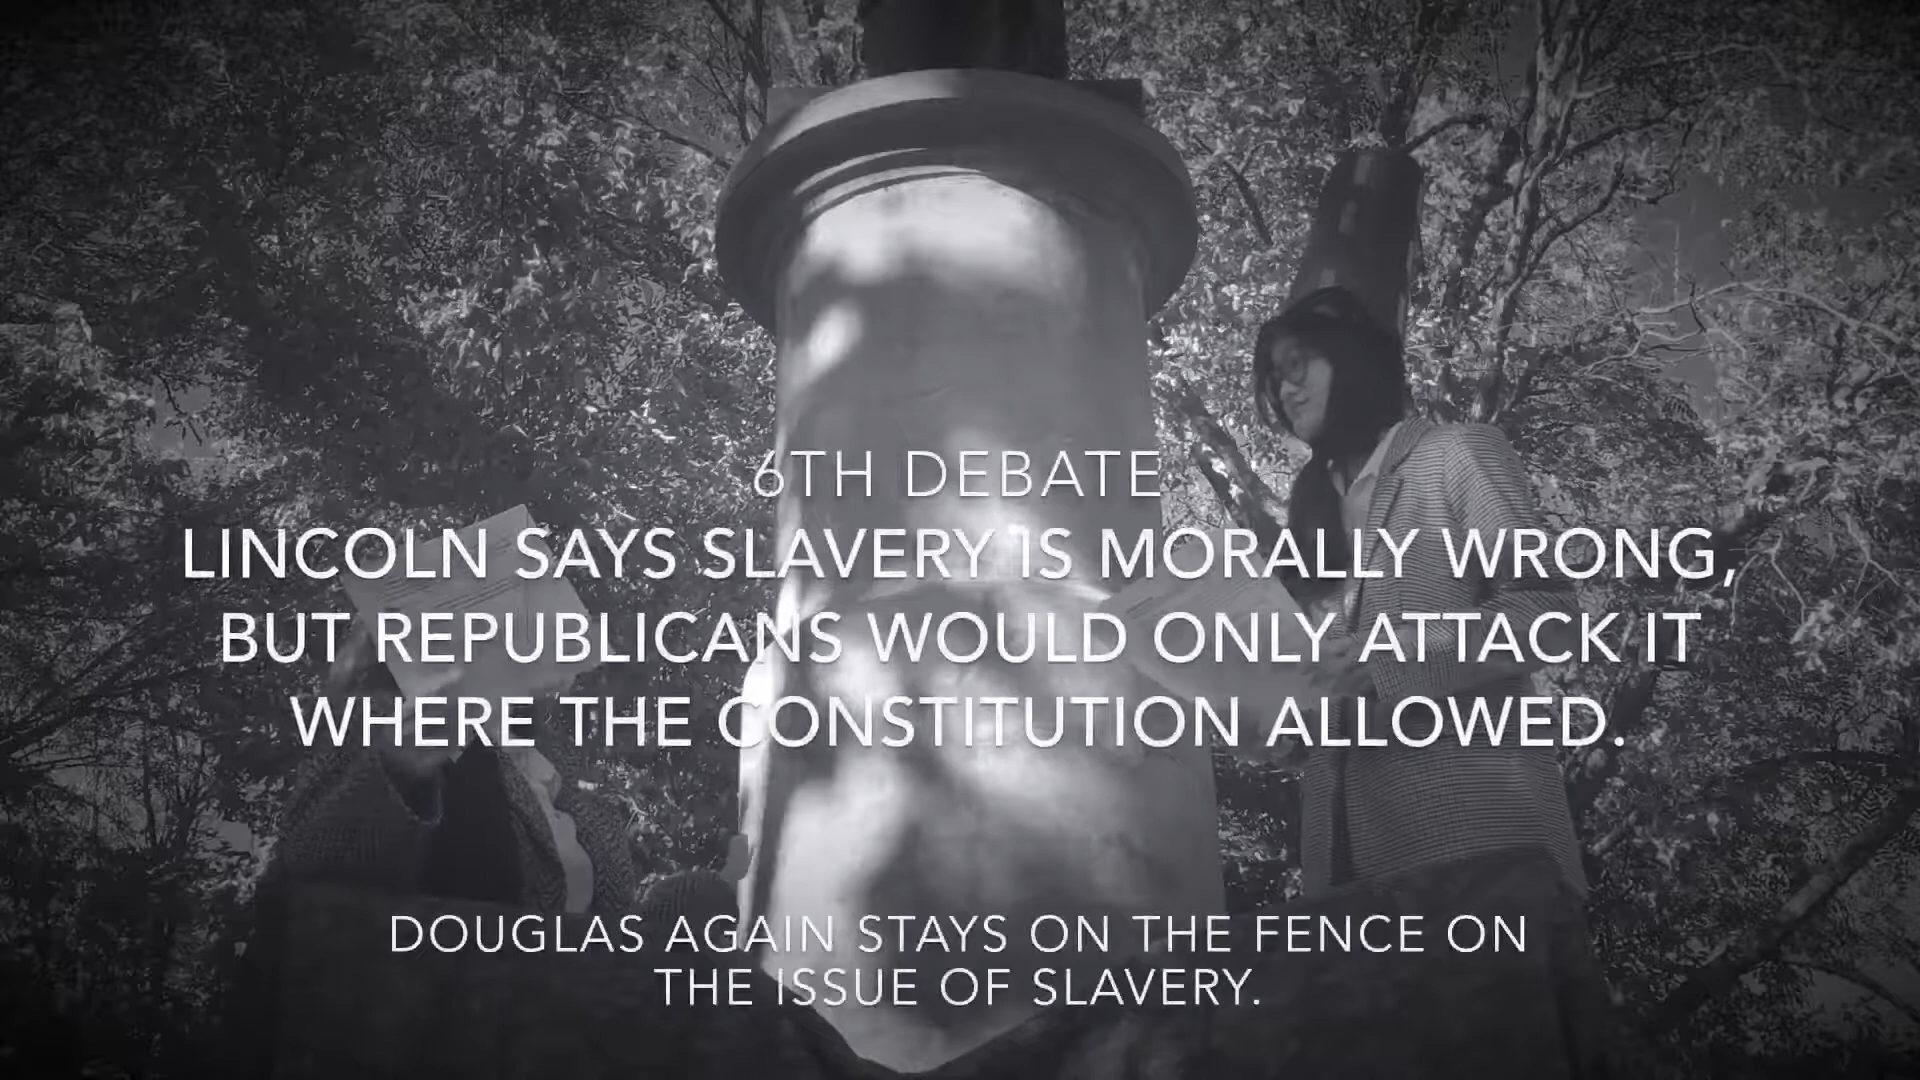 6TH DEBATE
LINCOLN SAYS SLAVERY IS MORALLY WRONG,
BUT REPUBLICANS WOULD ONLY ATTACK IT
WHERE THE CONSTITUTION ALLOWED.
DOUGLAS AGAIN STAYS ON THE FENCE ON
THE ISSUE OF SLAVERY.